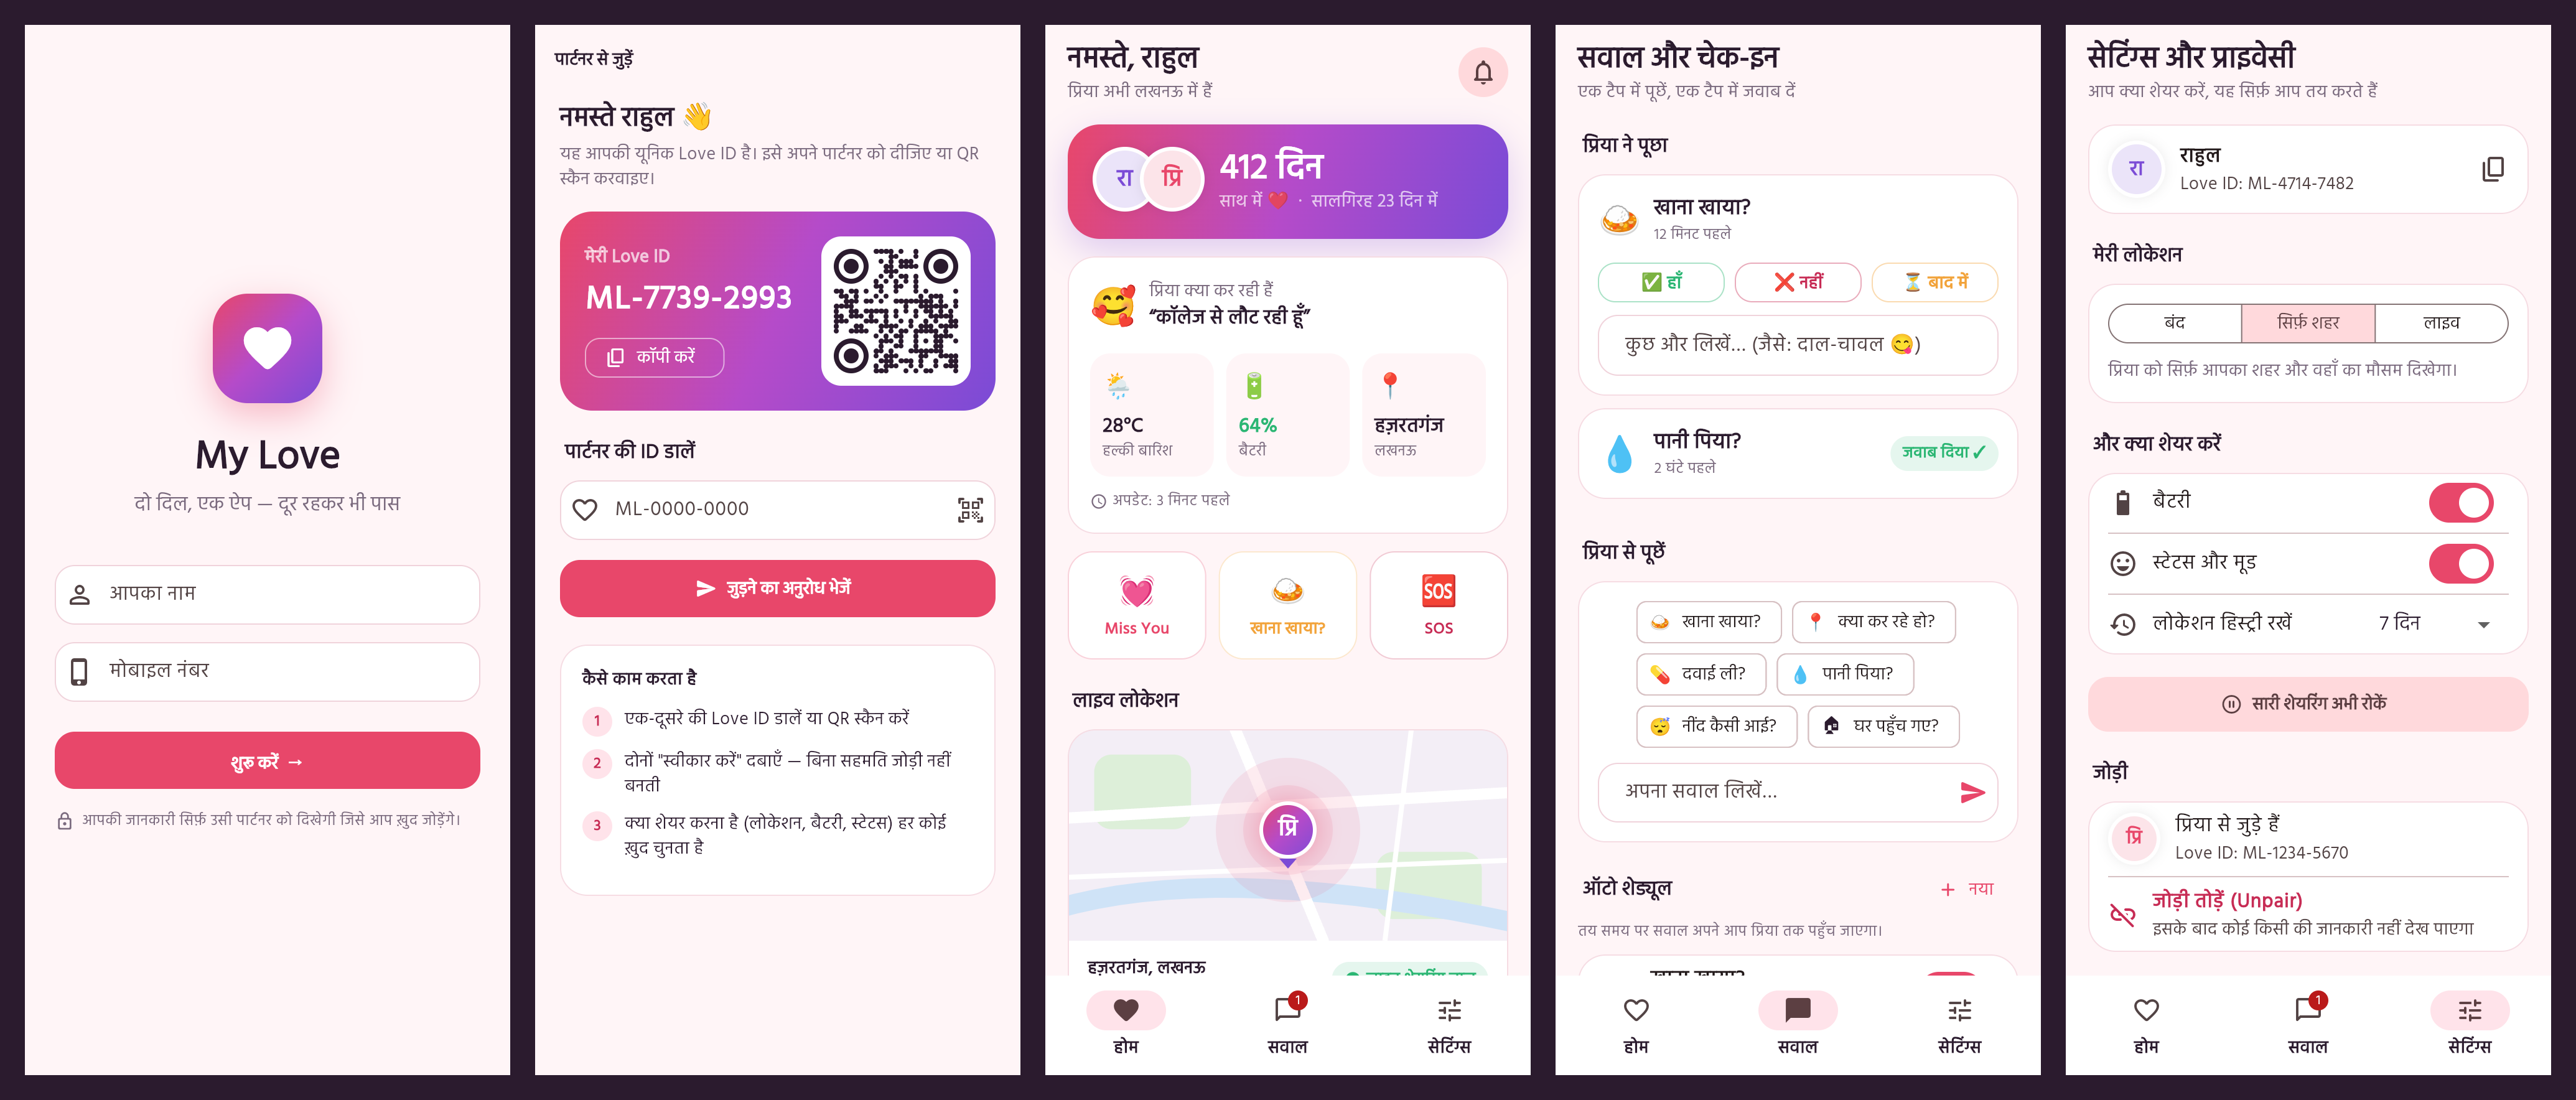 My Love
दो दिल, एक ऐप — दूर रहकर भी पास
आपका नाम
मोबाइल नंबर
शुरू करें →
आपकी जानकारी सिर्फ़ उसी पार्टनर को दिखेगी जिसे आप ख़ुद जोड़ेंगे।
पार्टनर से जुड़ें
नमस्ते राहुल 👋
यह आपकी यूनिक Love ID है। इसे अपने पार्टनर को दीजिए या QR
स्कैन करवाइए।
मेरी Love ID
ML-7739-2993
कॉपी करें
पार्टनर की ID डालें
ML-0000-0000
जुड़ने का अनुरोध भेजें
कैसे काम करता है
1 एक-दूसरे की Love ID डालें या QR स्कैन करें
2 दोनों "स्वीकार करें" दबाएँ — बिना सहमति जोड़ी नहीं
बनती
3 क्या शेयर करना है (लोकेशन, बैटरी, स्टेटस) हर कोई
ख़ुद चुनता है
नमस्ते, राहुल
प्रिया अभी लखनऊ में हैं
रा प्रि
412 दिन
साथ में ❤️ · सालगिरह 23 दिन में
प्रिया क्या कर रही हैं
“कॉलेज से लौट रही हूँ”
28°C
हल्की बारिश
64%
बैटरी
हज़रतगंज
लखनऊ
अपडेट: 3 मिनट पहले
Miss You
खाना खाया?
SOS
SOS
लाइव लोकेशन
प्रि
हज़रतगंज, लखनऊ
होम
1
सवाल
सेटिंग्स
सवाल और चेक-इन
एक टैप में पूछें, एक टैप में जवाब दें
प्रिया ने पूछा
खाना खाया?
12 मिनट पहले
✅ हाँ
❌ नहीं
⏳ बाद में
कुछ और लिखें... (जैसे: दाल-चावल 😋)
पानी पिया?
2 घंटे पहले
जवाब दिया ✓
प्रिया से पूछें
खाना खाया?
क्या कर रहे हो?
दवाई ली?
पानी पिया?
नींद कैसी आई?
घर पहुँच गए?
अपना सवाल लिखें...
ऑटो शेड्यूल
+ नया
तय समय पर सवाल अपने आप प्रिया तक पहुँच जाएगा।
होम
सवाल
सेटिंग्स
सेटिंग्स और प्राइवेसी
आप क्या शेयर करें, यह सिर्फ़ आप तय करते हैं
रा
राहुल
Love ID: ML-4714-7482
मेरी लोकेशन
बंद
सिर्फ़ शहर
लाइव
प्रिया को सिर्फ़ आपका शहर और वहाँ का मौसम दिखेगा।
और क्या शेयर करें
बैटरी
स्टेटस और मूड
लोकेशन हिस्ट्री रखें
7 दिन
सारी शेयरिंग अभी रोकें
जोड़ी
प्रि
प्रिया से जुड़े हैं
Love ID: ML-1234-5670
जोड़ी तोड़ें (Unpair)
इसके बाद कोई किसी की जानकारी नहीं देख पाएगा
होम
1
सवाल
सेटिंग्स